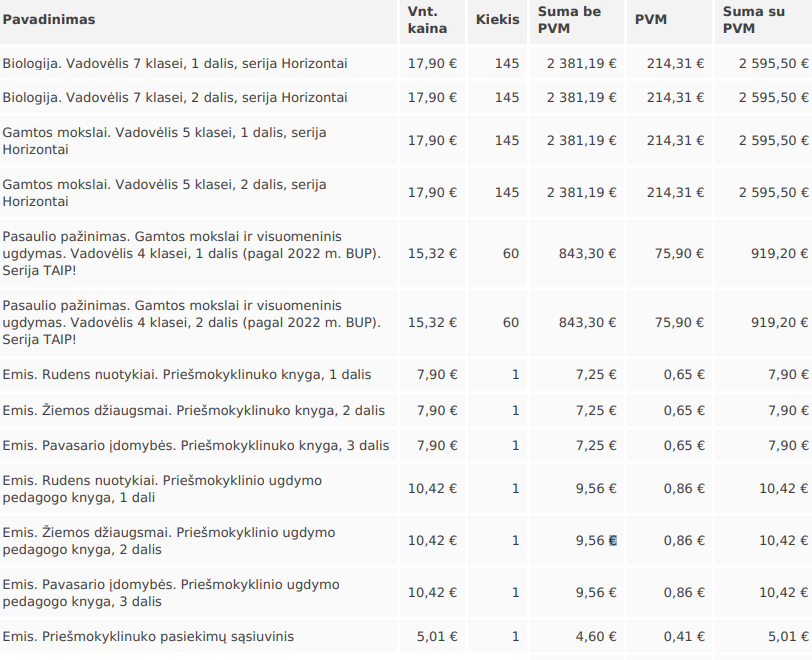 Pavadinimas Vnt. kaina Kiekis Suma be PVM PVM Suma su PVM
Biologija. Vadovėlis 7 klasei, 1 dalis, serija Horizontai 17,90 € 145 2 381,19 € 214,31 € 2 595,50 €
Biologija. Vadovėlis 7 klasei, 2 dalis, serija Horizontai 17,90 € 145 2 381,19 € 214,31 € 2 595,50 €
Gamtos mokslai. Vadovėlis 5 klasei, 1 dalis, serija
Horizontai 17,90 € 145 2 381,19 € 214,31 € 2 595,50 €
Gamtos mokslai. Vadovėlis 5 klasei, 2 dalis, serija
Horizontai 17,90 € 145 2 381,19 € 214,31 € 2 595,50 €
Pasaulio pažinimas. Gamtos mokslai ir visuomeninis
ugdymas. Vadovėlis 4 klasei, 1 dalis (pagal 2022 m. BUP). 15,32 € 60 843,30 € 75,90 € 919,20 €
Serija TAIP!
Pasaulio pažinimas. Gamtos mokslai ir visuomeninis
ugdymas. Vadovėlis 4 klasei, 2 dalis (pagal 2022 m. BUP). 15,32 € 60 843,30 € 75,90 € 919,20 €
Serija TAIP!
Emis. Rudens nuotykiai. Priešmokyklinuko knyga, 1 dalis 7,90 € 1 7,25 € 0,65 € 7,90 €
Emis. Žiemos džiaugsmai. Priešmokyklinuko knyga, 2 dalis 7,90 € 1 7,25 € 0,65 € 7,90 €
Emis. Pavasario įdomybės. Priešmokyklinuko knyga, 3 dalis 7,90 € 1 7,25 € 0,65 € 7,90 €
Emis. Rudens nuotykiai. Priešmokyklinio ugdymo
pedagogo knyga, 1 dali 10,42 € 1 9,56 € 0,86 € 10,42 €
Emis. Žiemos džiaugsmai. Priešmokyklinio ugdymo
pedagogo knyga, 2 dalis 10,42 € 1 9,56 € 0,86 € 10,42 €
Emis. Pavasario įdomybės. Priešmokyklinio ugdymo
pedagogo knyga, 3 dalis 10,42 € 1 9,56 € 0,86 € 10,42 €
Emis. Priešmokyklinuko pasiekimų sąsiuvinis 5,01 € 1 4,60 € 0,41 € 5,01 €